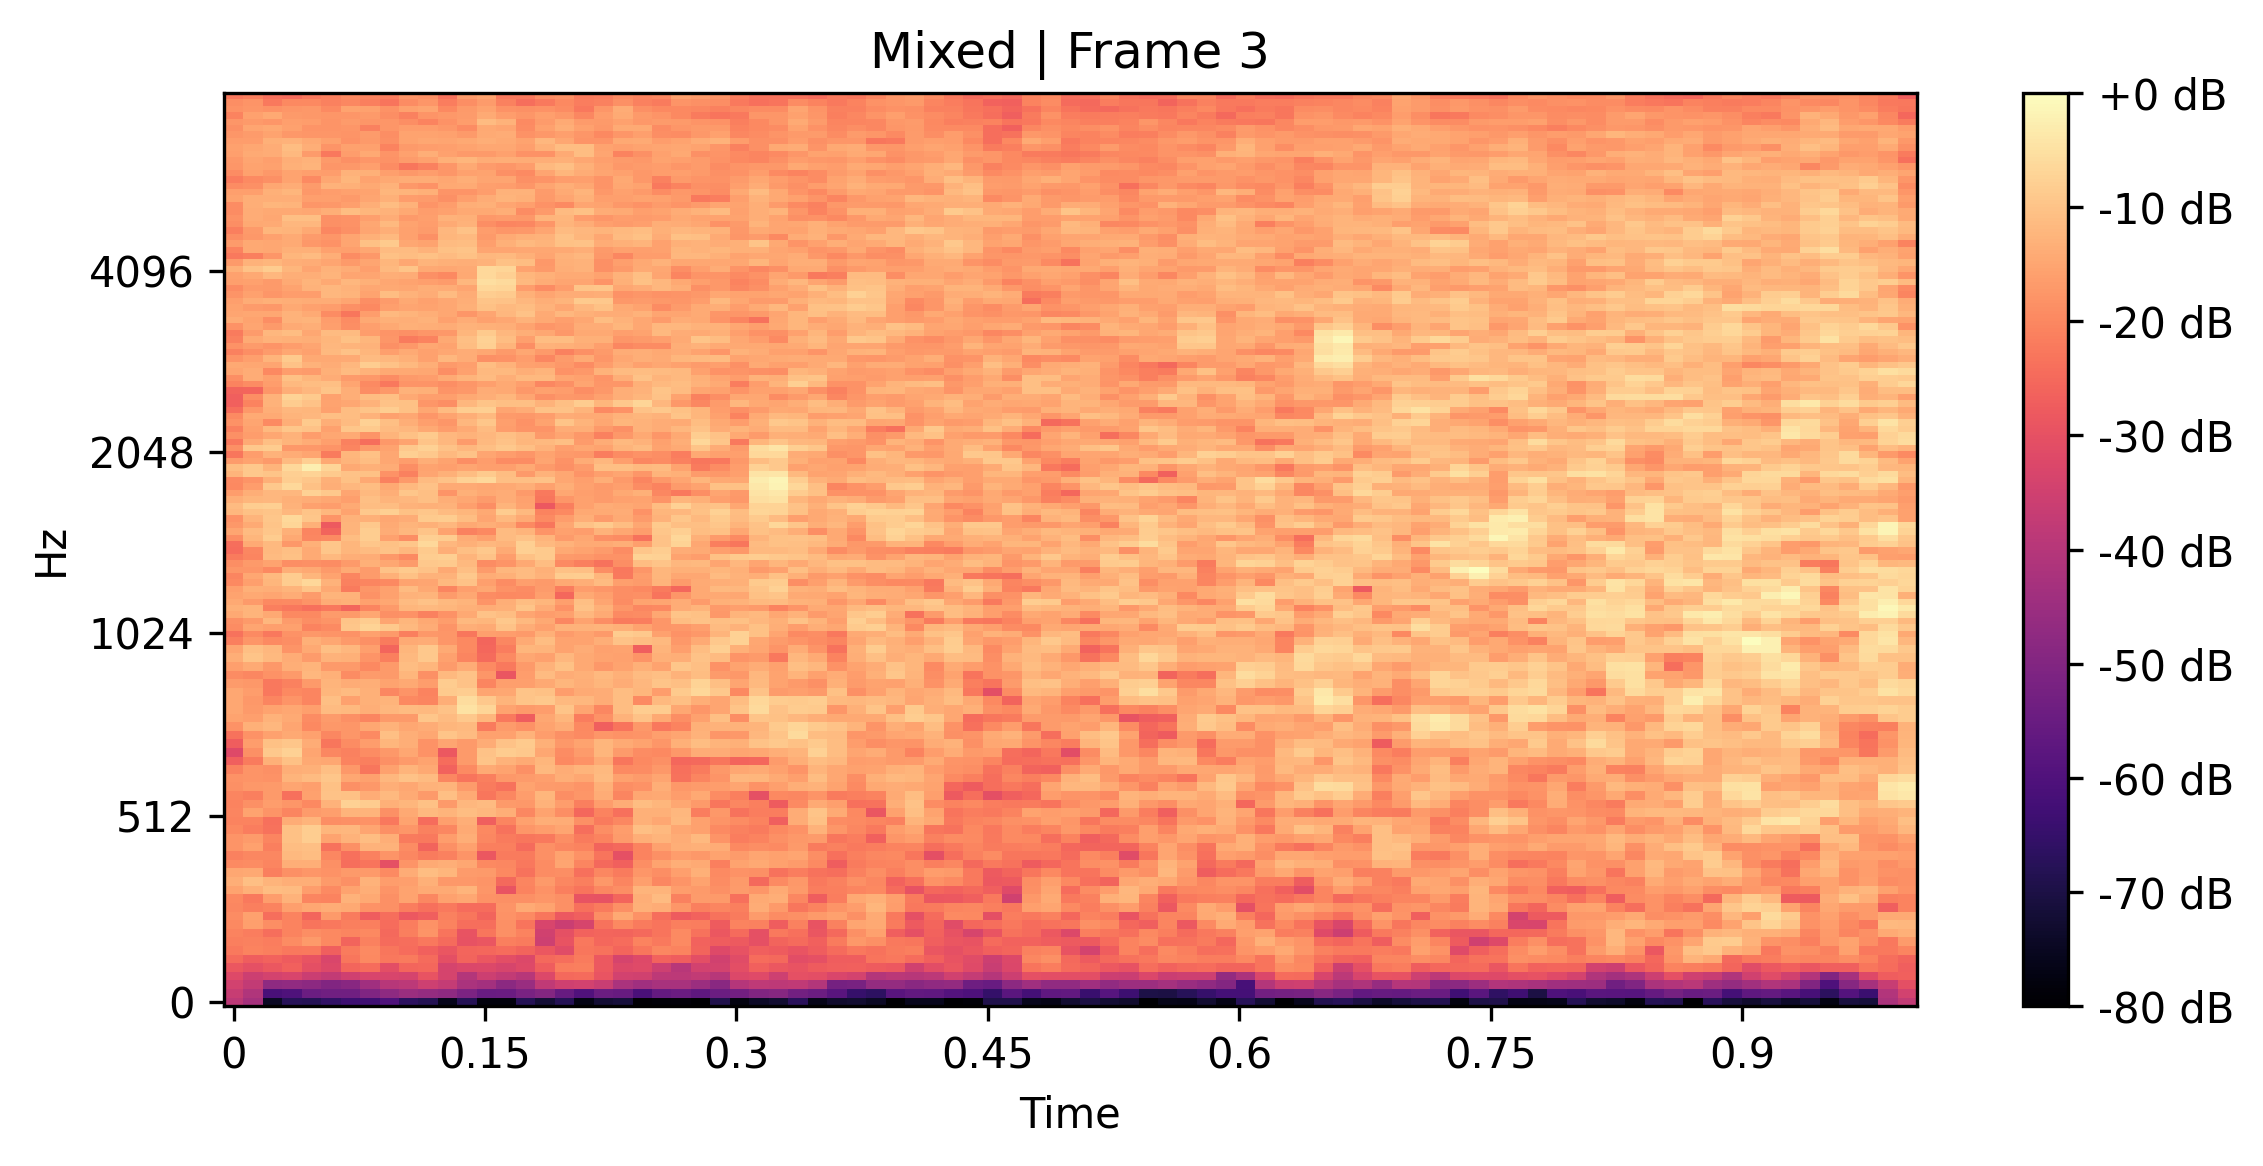 Mixed | Frame 3
Hz
4096
2048
1024
512
0
0 0.15 0.3 0.45 0.6 0.75 0.9
Time
+0 dB
-10 dB
-20 dB
-30 dB
-40 dB
-50 dB
-60 dB
-70 dB
-80 dB